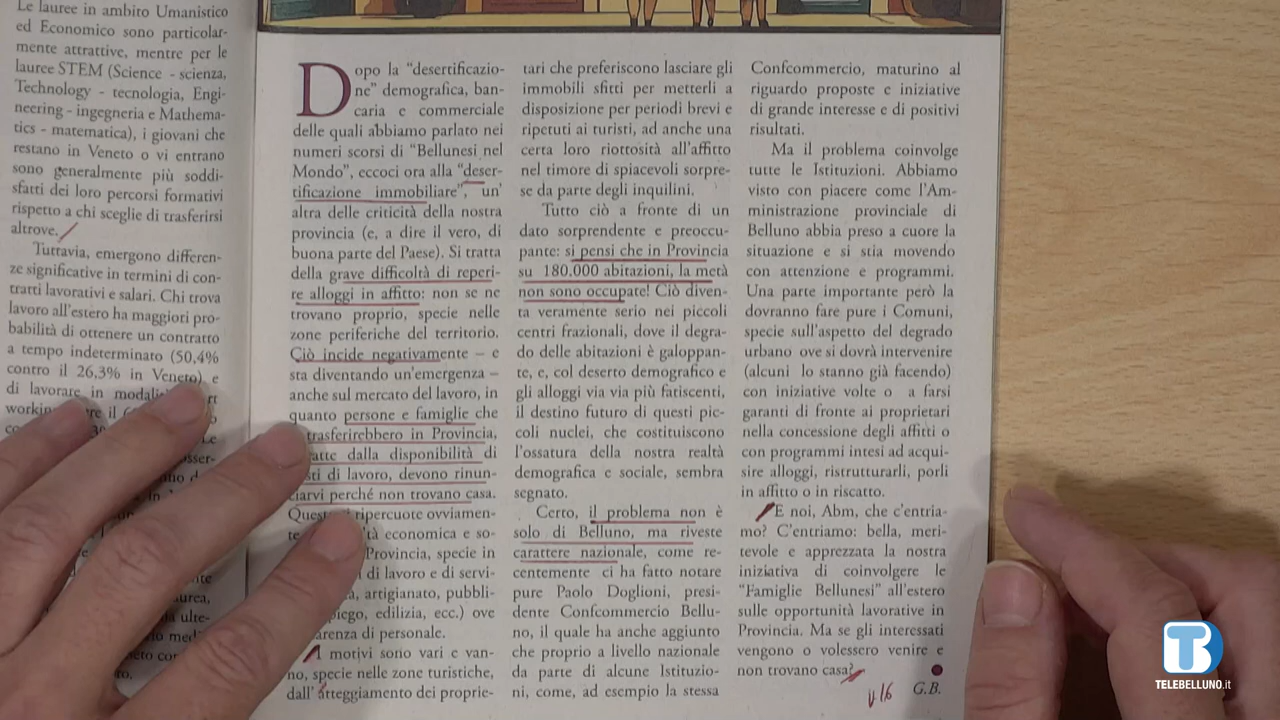 Le lauree in ambito Umanistico
ed Economico sono particolar-
mente attrattive, mentre per le
lauree STEM (Science - scienza,
Technology - tecnologia, Engi-
neering - ingegneria e Mathema-
tics - matematica), i giovani che
restano in Veneto o vi entrano
sono generalmente più soddi-
sfatti dei loro percorsi formativi
rispetto a chi sceglie di trasferirsi
altrove.
Tuttavia, emergono differen-
ze significative in termini di con-
tratti lavorativi e salari. Chi trova
lavoro all'estero ha maggiori pro-
babilità di ottenere un contratto
a tempo indeterminato (50,4%
contro il 26,3% in Veneto) e
di lavorare in
Dopo la "desertificazio-
ne" demografica, ban-
caria e commerciale
delle quali abbiamo parlato nei
numeri scorsi di "Bellunesi nel
Mondo", eccoci ora alla "deser-
tificazione immobiliare", un'
altra delle criticità della nostra
provincia (e, a dire il vero, di
buona parte del Paese). Si tratta
della grave difficoltà di reperi-
re alloggi in affitto: non se ne
trovano proprio, specie nelle
zone periferiche del territorio.
Ciò incide negativamente – e
sta diventando un'emergenza –
anche sul mercato del lavoro, in
quanto persone e famiglie che
trasferirebbero in Provincia,
dalla disponibilità di
di lavoro, devono rinun-
ciarvi perché non trovano casa.
ripercuote ovviamen-
economica e so-
Provincia, specie in
di lavoro e di servi-
artigianato, pubbli-
edilizia, ecc.) ove
di personale.
I motivi sono vari e van-
no, specie nelle zone turistiche,
dall' atteggiamento dei proprie-
tari che preferiscono lasciare gli
immobili sfitti per metterli a
disposizione per periodi brevi e
ripetuti ai turisti, ad anche una
certa loro riottosità all'affitto
nel timore di spiacevoli sorpre-
se da parte degli inquilini.
Tutto ciò a fronte di un
dato sorprendente e preoccu-
pante: si pensi che in Provincia
su 180.000 abitazioni, la metà
non sono occupate! Ciò diven-
ta veramente serio nei piccoli
centri frazionali, dove il degra-
do delle abitazioni è galoppan-
te, e, col deserto demografico e
gli alloggi via via più fatiscenti,
il destino futuro di questi pic-
coli nuclei, che costituiscono
l'ossatura della nostra realtà
demografica e sociale, sembra
segnato.
Certo, il problema non è
solo di Belluno, ma riveste
carattere nazionale, come re-
centemente ci ha fatto notare
pure Paolo Doglioni, presi-
dente Confcommercio Bellu-
no, il quale ha anche aggiunto
che proprio a livello nazionale
da parte di alcune Istituzio-
ni, come, ad esempio la stessa
Confcommercio, maturino al
riguardo proposte e iniziative
di grande interesse e di positivi
risultati.
Ma il problema coinvolge
tutte le Istituzioni. Abbiamo
visto con piacere come l'Am-
ministrazione provinciale di
Belluno abbia preso a cuore la
situazione e si stia movendo
con attenzione e programmi.
Una parte importante però la
dovranno fare pure i Comuni,
specie sull'aspetto del degrado
urbano ove si dovrà intervenire
(alcuni lo stanno già facendo)
con iniziative volte o a farsi
garanti di fronte ai proprietari
nella concessione degli affitti o
con programmi intesi ad acqui-
sire alloggi, ristrutturarli, porli
in affitto o in riscatto.
E noi, Abm, che c'entria-
mo? C'entriamo: bella, meri-
tevole e apprezzata la nostra
iniziativa di coinvolgere le
"Famiglie Bellunesi" all'estero
sulle opportunità lavorative in
Provincia. Ma se gli interessati
vengono o volessero venire e
non trovano casa?
G.B.
TELEBELLUNO.it